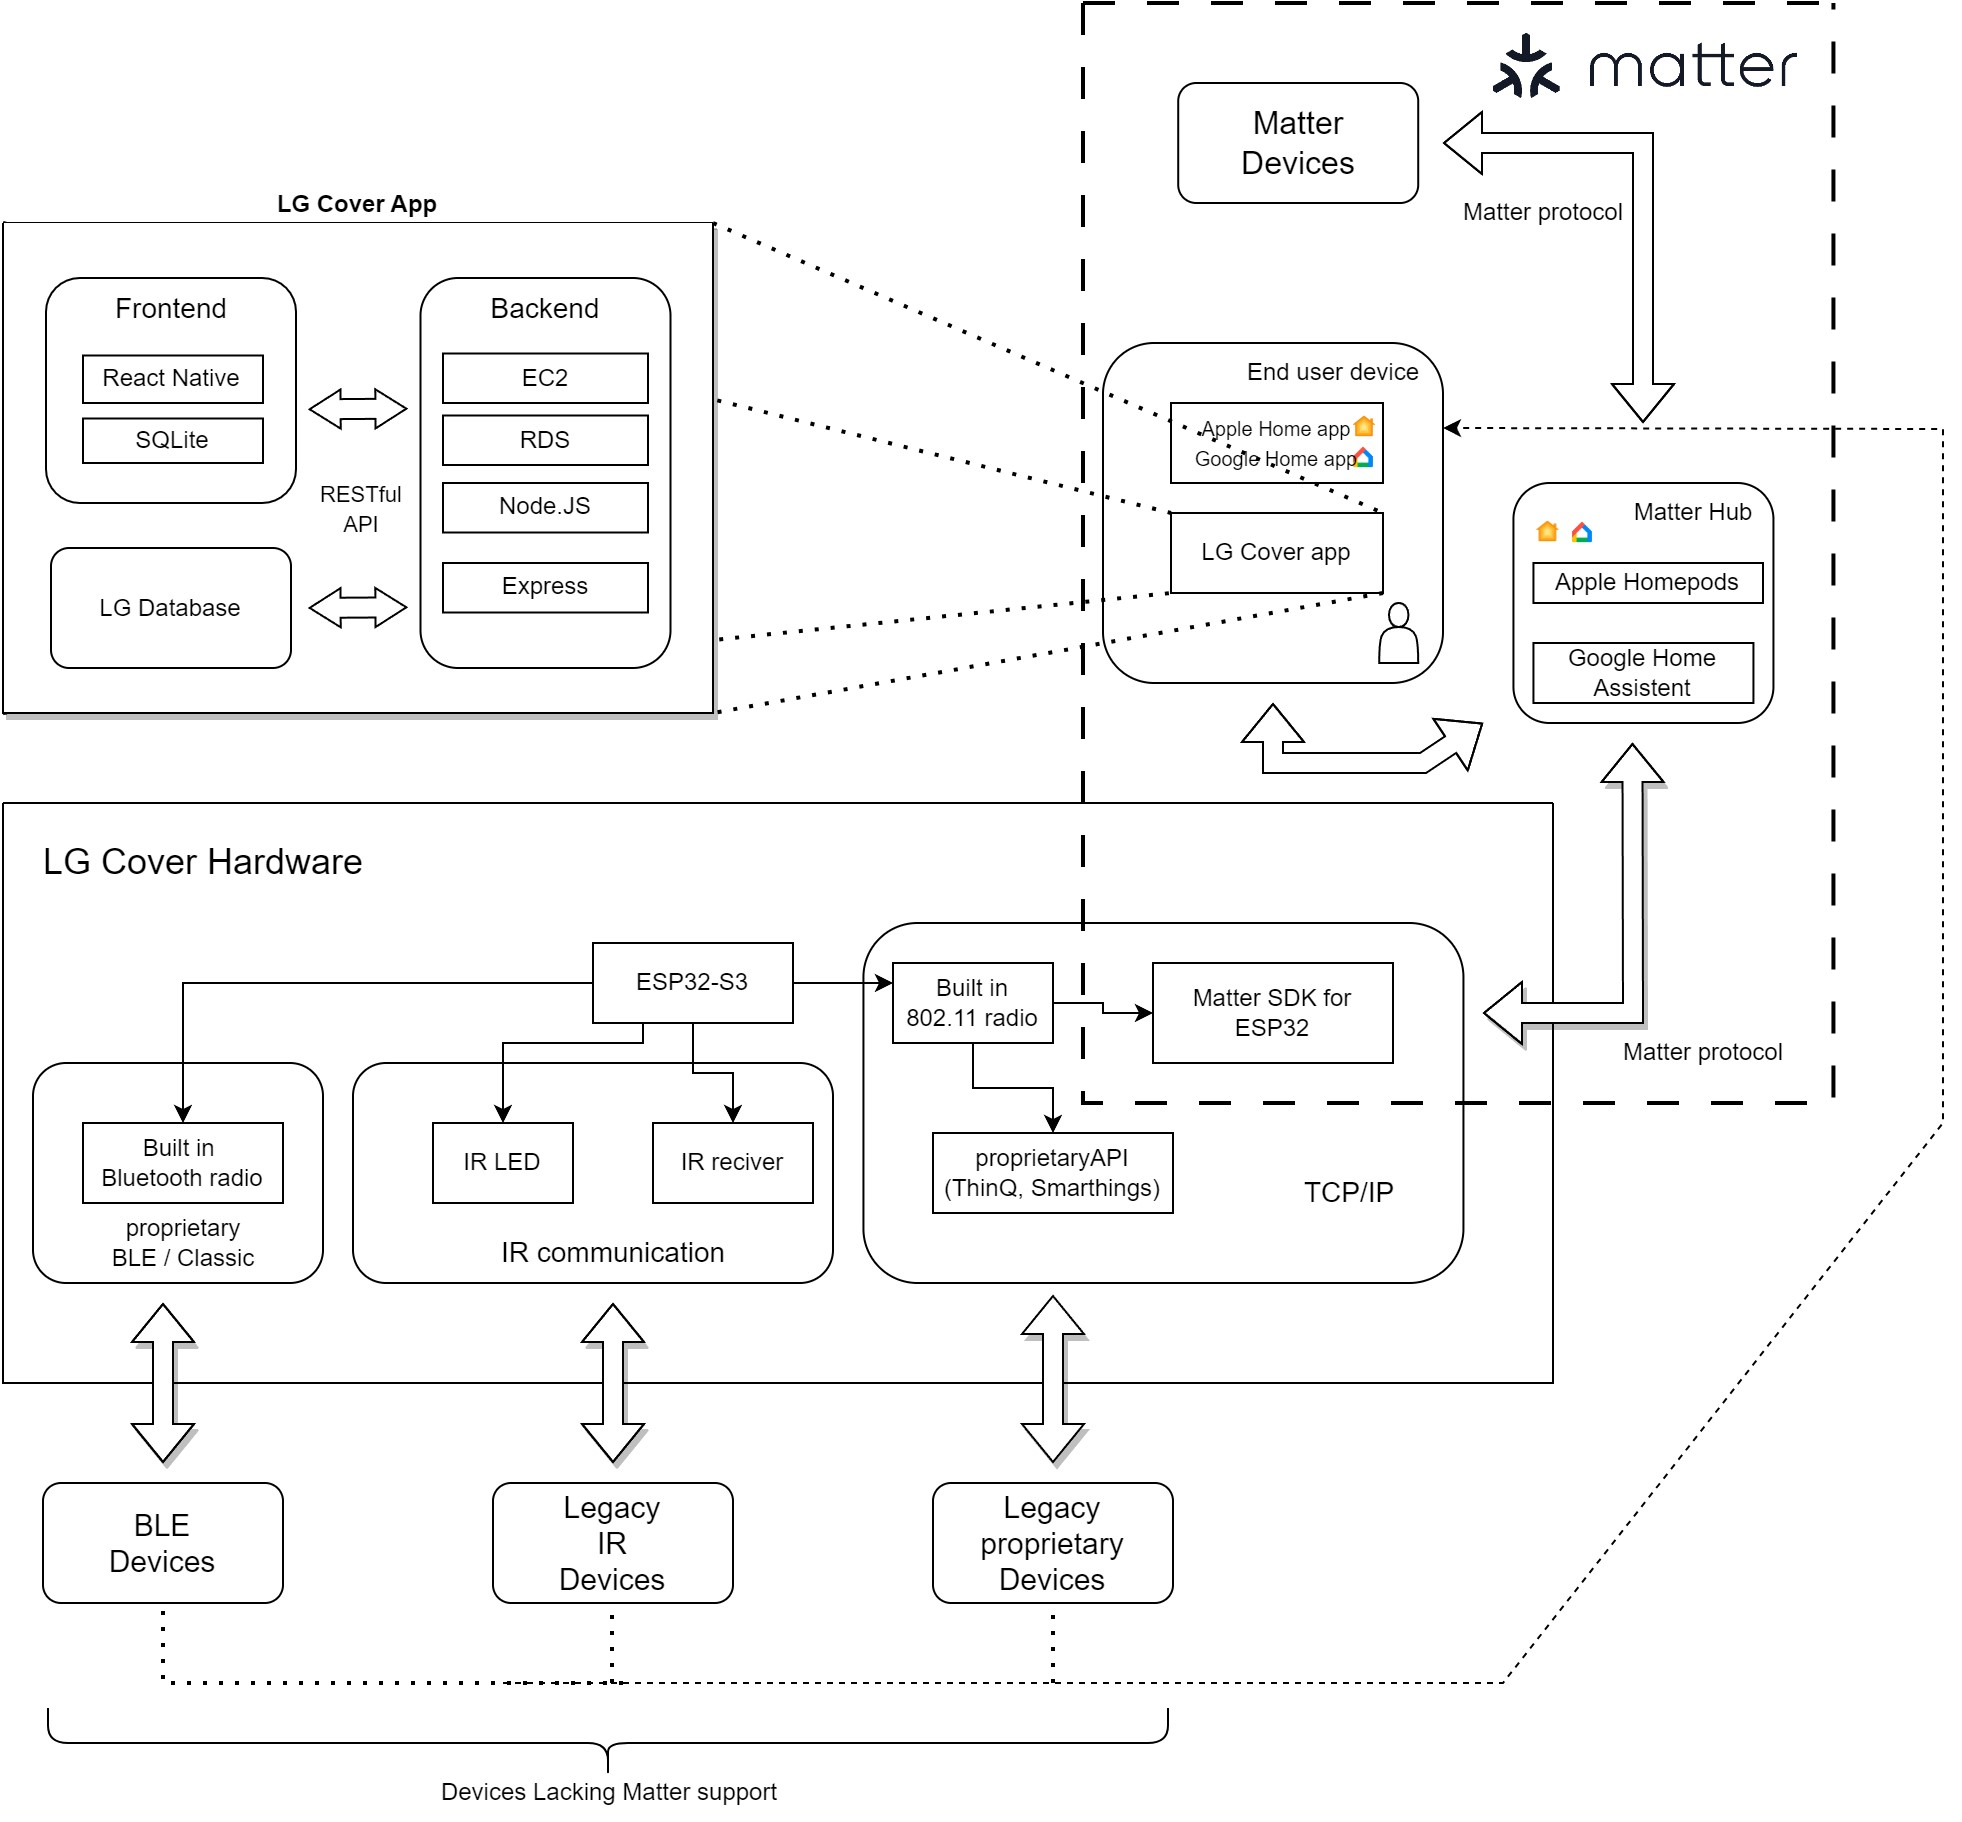 matter
Matter
Devices
Matter protocol
LG Cover App
Frontend
React Native
SQLite
RESTful
API
LG Database
Backend
EC2
RDS
Node.JS
Express
End user device
Apple Home app
Google Home app
LG Cover app
Matter Hub
Apple Homepods
Google Home
Assistent
LG Cover Hardware
ESP32-S3
Built in
802.11 radio
Matter SDK for
ESP32
Matter protocol
Built in
Bluetooth radio
proprietary
BLE / Classic
IR LED
IR reciver
IR communication
proprietaryAPI
(ThinQ, Smarthings)
TCP/IP
BLE
Devices
Legacy
IR
Devices
Legacy
proprietary
Devices
Devices Lacking Matter support